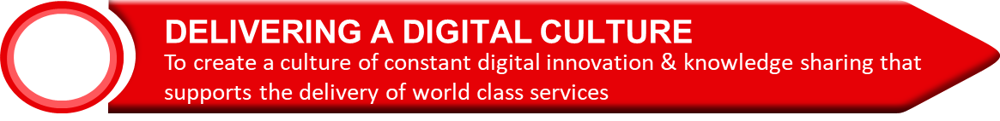 DELIVERING A DIGITAL CULTURE
To create a culture of constant digital innovation & knowledge sharing that
supports the delivery of world class services